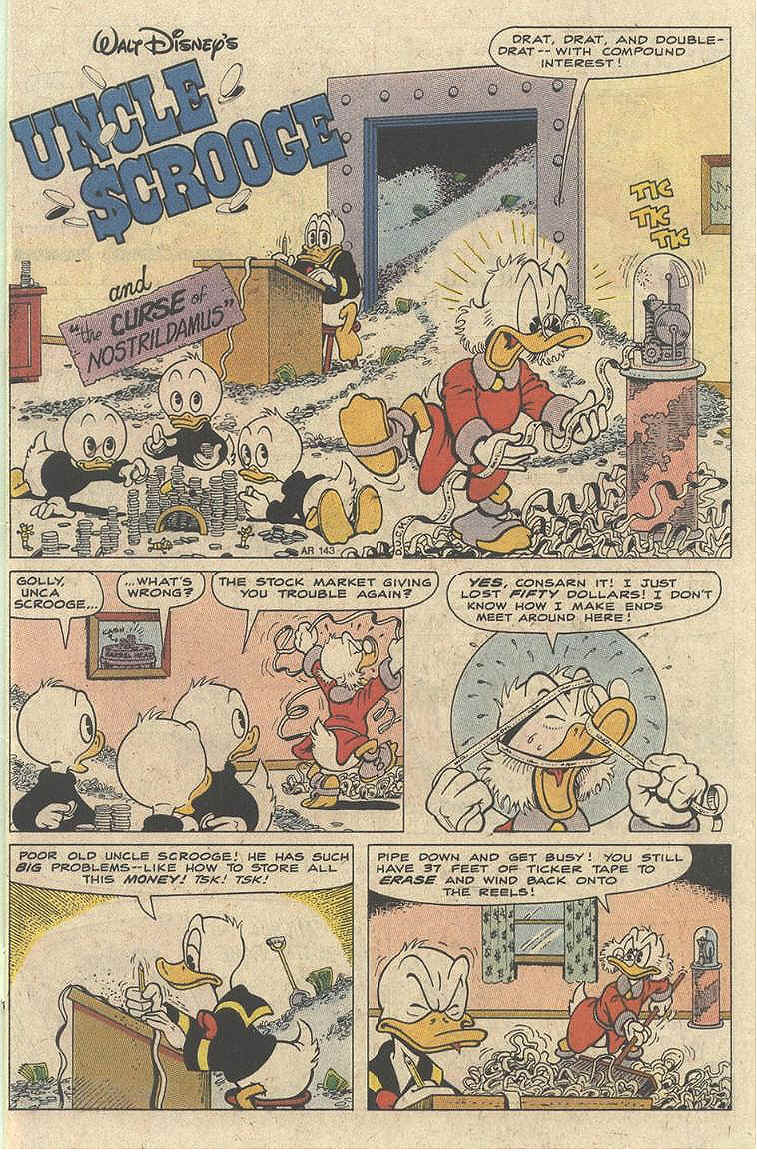 WALT DISNEY'S
UNCLE
$CROOGE
and
"the CURSE of
NOSTRILDAMUS"
DRAT, DRAT, AND DOUBLE-
DRAT-- WITH COMPOUND
INTEREST!
TIC
TIC
TIC
AR 143
GOLLY,
UNCA
SCROOGE...
...WHAT'S
WRONG?
THE STOCK MARKET GIVING
YOU TROUBLE AGAIN?
YES, CONSARN IT! I JUST
LOST FIFTY DOLLARS! I DON'T
KNOW HOW I MAKE ENDS
MEET AROUND HERE!
CASH
BARREL HEAD
POOR OLD UNCLE SCROOGE! HE HAS SUCH
BIG PROBLEMS--LIKE HOW TO STORE ALL
THIS MONEY! TSK! TSK!
PIPE DOWN AND GET BUSY! YOU STILL
HAVE 37 FEET OF TICKER TAPE TO
ERASE AND WIND BACK ONTO
THE REELS!